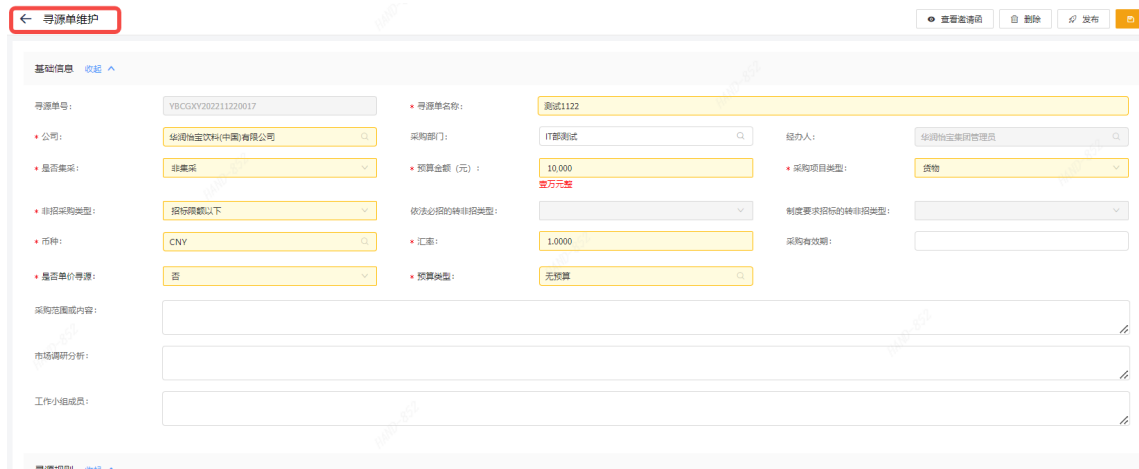 寻源单维护
查看邀请函 删除 发布
基础信息 收起
寻源单号: YBCGXY202211220017 * 寻源单名称: 测试1122
* 公司: 华润怡宝饮料(中国)有限公司 采购部门: IT部测试 经办人: 华润怡宝集团管理员
* 是否集采: 非集采 * 预算金额（元）: 10,000 * 采购项目类型: 货物
壹万元整
* 非招采购类型: 招标限额以下 依法必招的转非招类型: 制度要求招标的转非招类型:
* 币种: CNY * 汇率: 1.0000 采购有效期:
* 是否单价寻源: 否 * 预算类型: 无预算
采购范围或内容:
市场调研分析:
工作小组成员:
寻源规则 收起